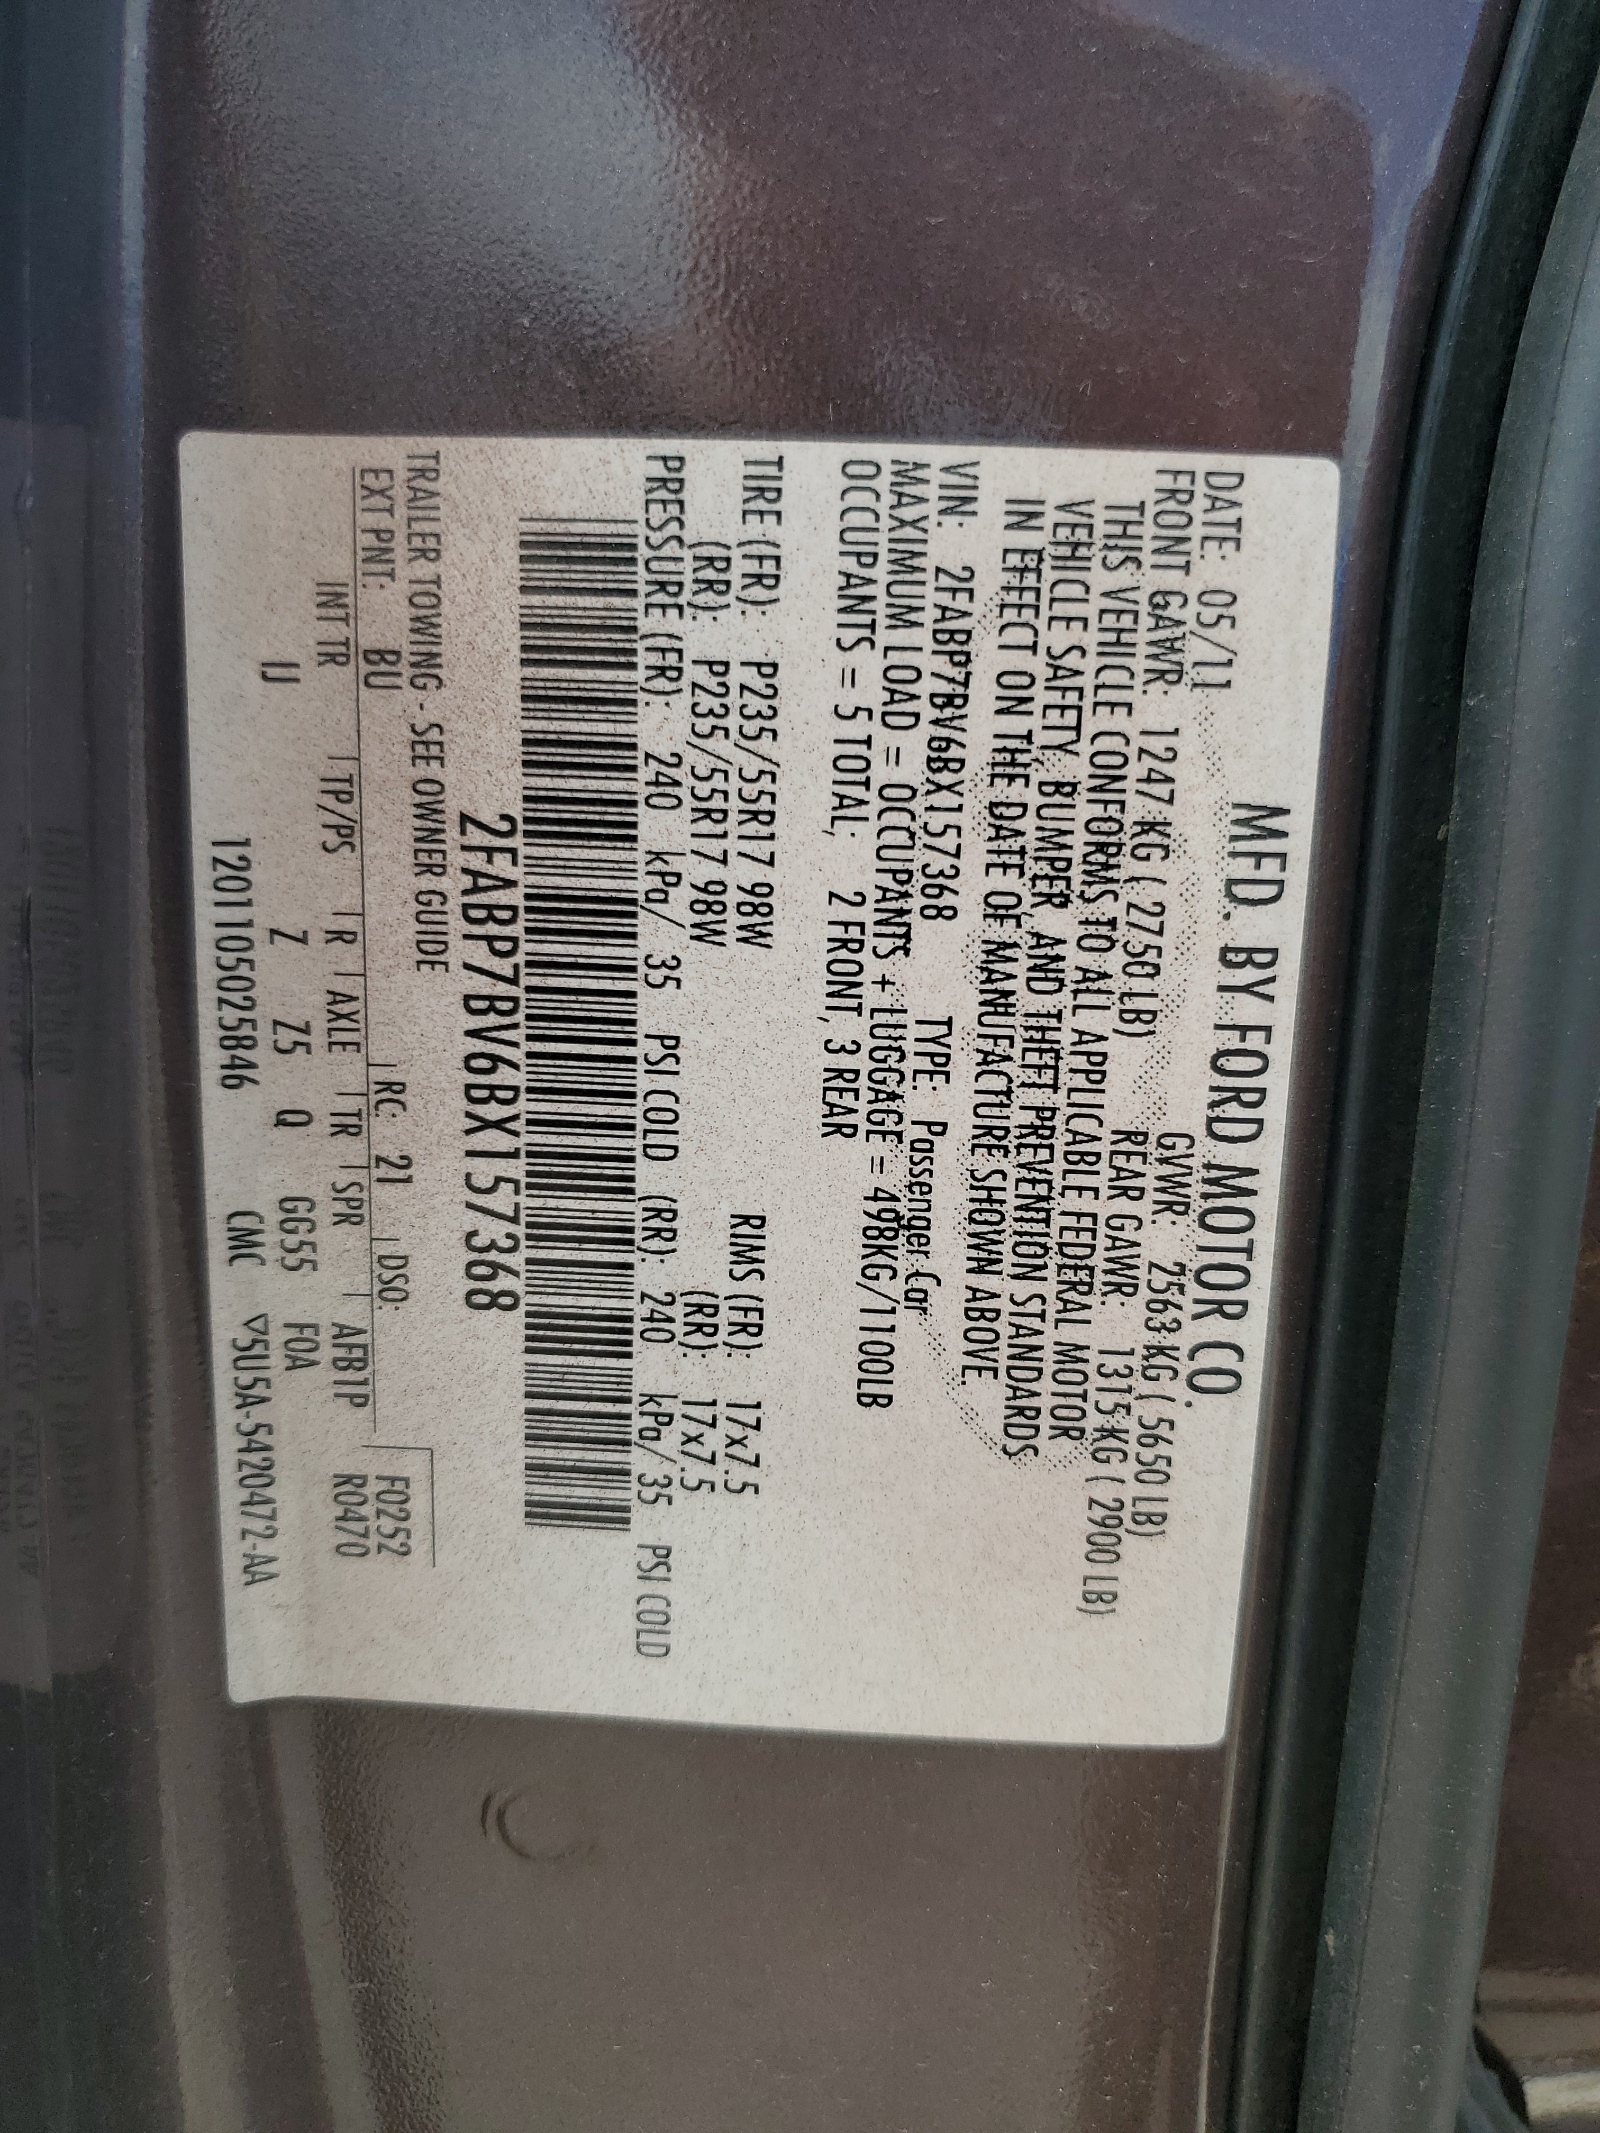 MFD. BY FORD MOTOR CO.
DATE: 05/11 GVWR: 2563 KG ( 5650 LB)
FRONT GAWR: 1247 KG ( 2750 LB) REAR GAWR: 1315 KG ( 2900 LB)
THIS VEHICLE CONFORMS TO ALL APPLICABLE FEDERAL MOTOR
VEHICLE SAFETY, BUMPER, AND THEFT PREVENTION STANDARDS
IN EFFECT ON THE DATE OF MANUFACTURE SHOWN ABOVE.
VIN: 2FABP7BV6BX157368 TYPE: Passenger Car
MAXIMUM LOAD = OCCUPANTS + LUGGAGE = 498KG/1100LB
OCCUPANTS = 5 TOTAL; 2 FRONT, 3 REAR
TIRE (FR): P235/55R17 98W RIMS (FR): 17x7.5
(RR): P235/55R17 98W (RR): 17x7.5
PRESSURE (FR): 240 kPa/ 35 PSI COLD (RR): 240 kPa/ 35 PSI COLD
2FABP7BV6BX157368
TRAILER TOWING - SEE OWNER GUIDE
EXT PNT: BU RC: 21 DSO: F0252
INT TR TP/PS R AXLE TR SPR AFB1P R0470
IJ Z Z5 Q GG55 F0A
1201105025846 CMC ▽5U5A-5420472-AA